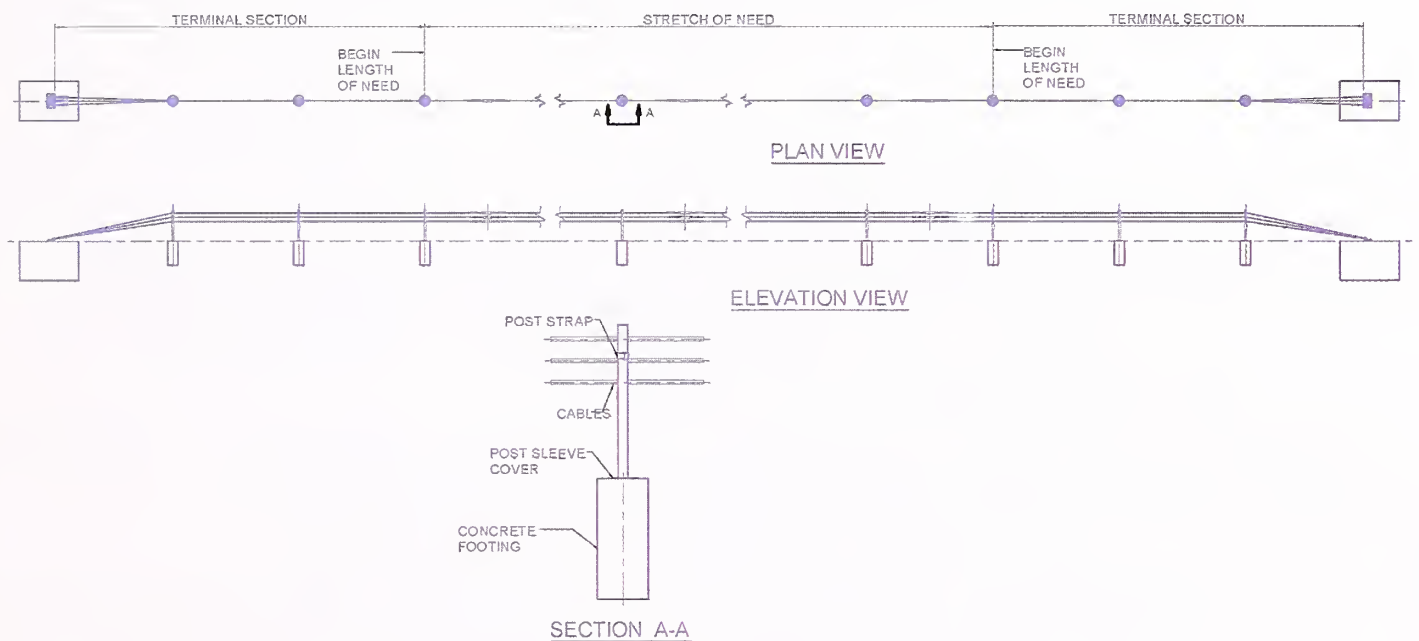 TERMINAL SECTION
STRETCH OF NEED
TERMINAL SECTION
BEGIN
LENGTH
OF NEED
BEGIN
LENGTH
OF NEED
A
A
PLAN VIEW
ELEVATION VIEW
POST STRAP
CABLES
POST SLEEVE
COVER
CONCRETE
FOOTING
SECTION A-A